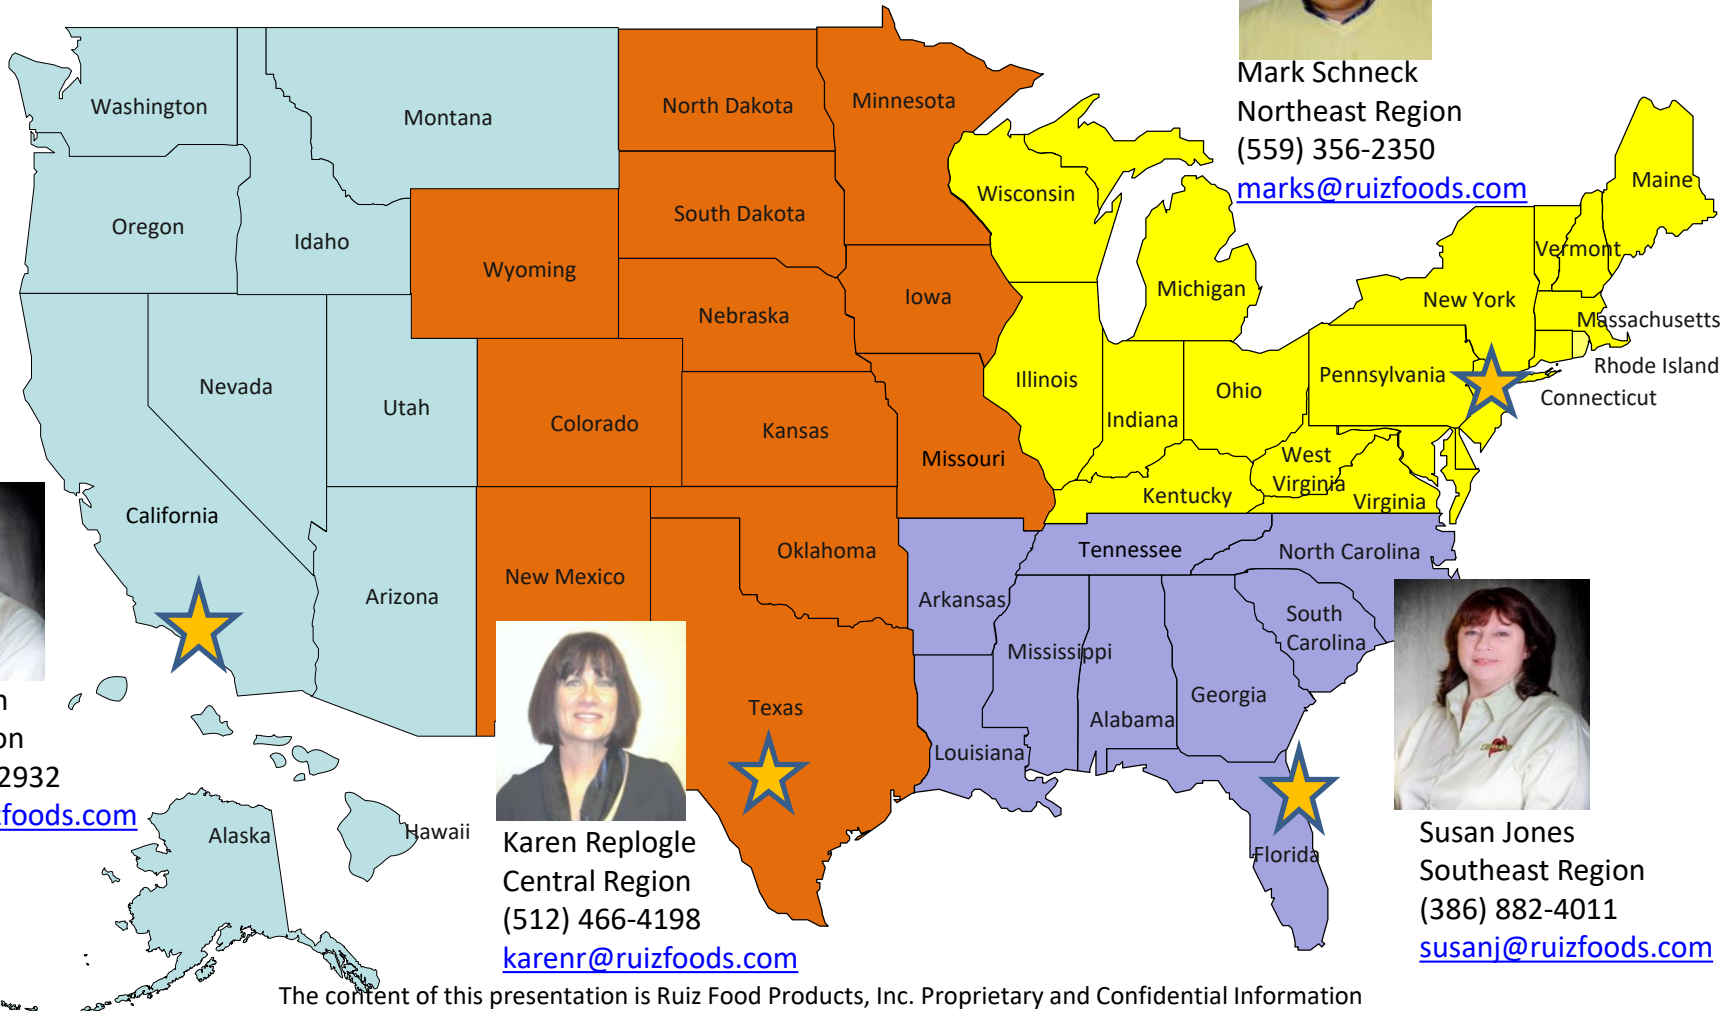 Mark Schneck
Northeast Region
(559) 356-2350
marks@ruizfoods.com
Washington
Montana
North Dakota
Minnesota
Oregon
Idaho
Wyoming
South Dakota
Wisconsin
Michigan
Maine
Vermont
New York
Massachusetts
Rhode Island
Connecticut
Nevada
Utah
Colorado
Nebraska
Iowa
Kansas
Missouri
Illinois
Indiana
Ohio
Pennsylvania
West
Virginia
Virginia
Kentucky
California
Arizona
New Mexico
Oklahoma
Texas
Arkansas
Tennessee
North Carolina
South
Carolina
Mississippi
Alabama
Georgia
Louisiana
Florida
Alaska
Hawaii
2932
Karen Replogle
Central Region
(512) 466-4198
karenr@ruizfoods.com
Susan Jones
Southeast Region
(386) 882-4011
susanj@ruizfoods.com
The content of this presentation is Ruiz Food Products, Inc. Proprietary and Confidential Information